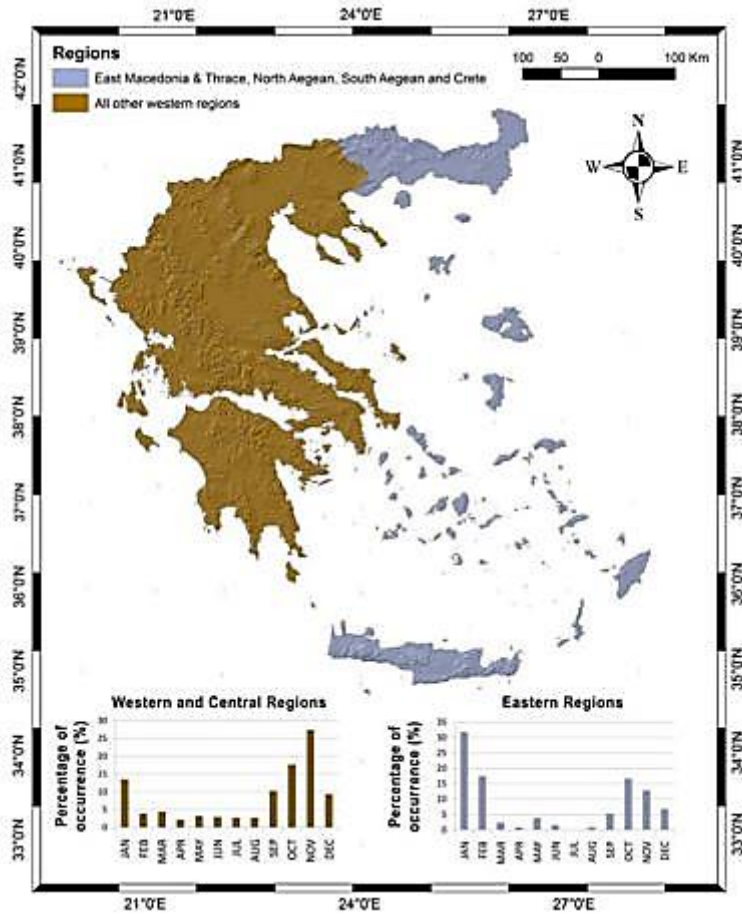 21°0'E 24°0'E 27°0'E
Regions
East Macedonia & Thrace, North Aegean, South Aegean and Crete
All other western regions
100 50 0 100 Km
N
W E
S
42°0'N 42°0'N
41°0'N 41°0'N
40°0'N 40°0'N
39°0'N 39°0'N
38°0'N 38°0'N
37°0'N 37°0'N
36°0'N 36°0'N
35°0'N 35°0'N
34°0'N 34°0'N
33°0'N 33°0'N
Western and Central Regions
Percentage of
occurrence (%)
30
25
20
15
10
5
0
JAN FEB MAR APR MAY JUN JUL AUG SEP OCT NOV DEC
Eastern Regions
Percentage of
occurrence (%)
35
30
25
20
15
10
5
0
JAN FEB MAR APR MAY JUN JUL AUG SEP OCT NOV DEC
21°0'E 24°0'E 27°0'E